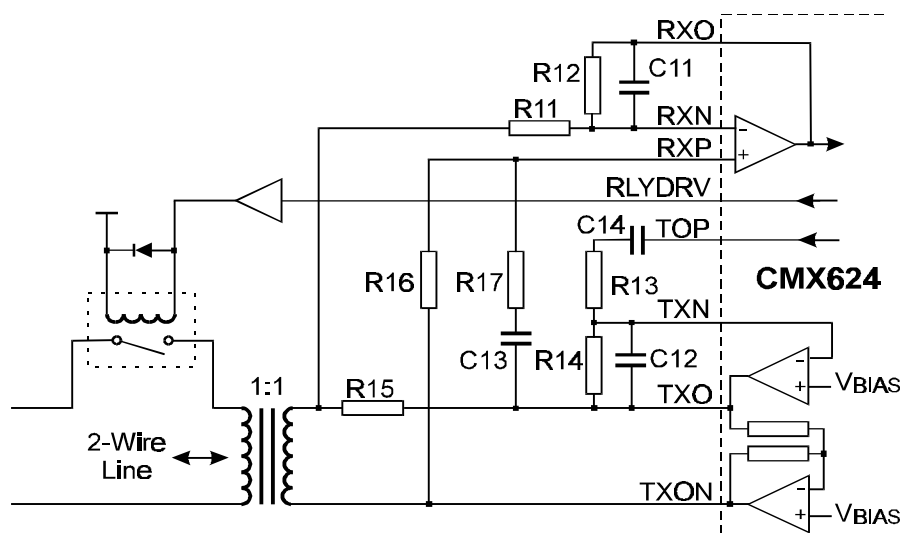 RXO
R12
C11
R11
RXN
RXP
RLYDRV
C14
TOP
R16
R17
R13
CMX624
TXN
C13
R14
C12
1:1
R15
TXO
VBIAS
2-Wire
Line
TXON
VBIAS